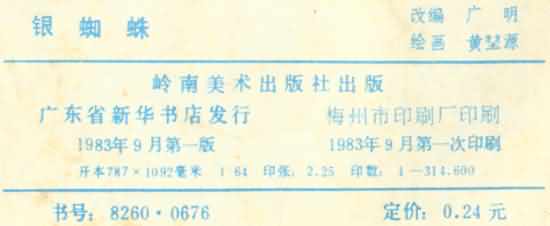 银蜘蛛
改编 广明
绘画 黄堃源
岭南美术出版社出版
广东省新华书店发行 梅州市印刷厂印刷
1983年9月第一版 1983年9月第一次印刷
开本787×1092毫米 1 64 印张：2.25 印数：1—314.600
书号：8260·0676 定价：0.24元